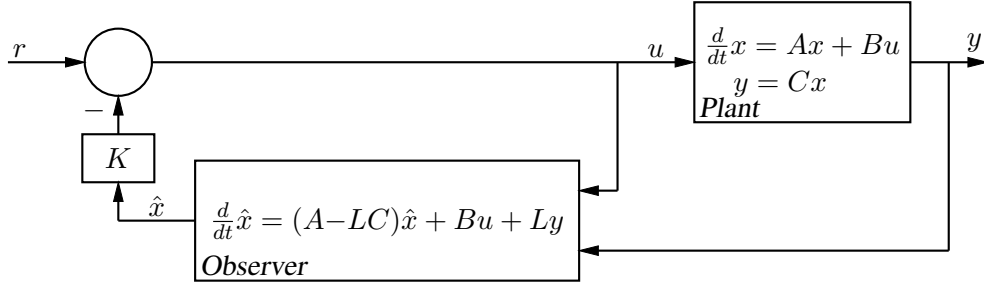 r
u
y
d/dt x = Ax + Bu
y = Cx
Plant
−
K
x̂
d/dt x̂ = (A−LC)x̂ + Bu + Ly
Observer